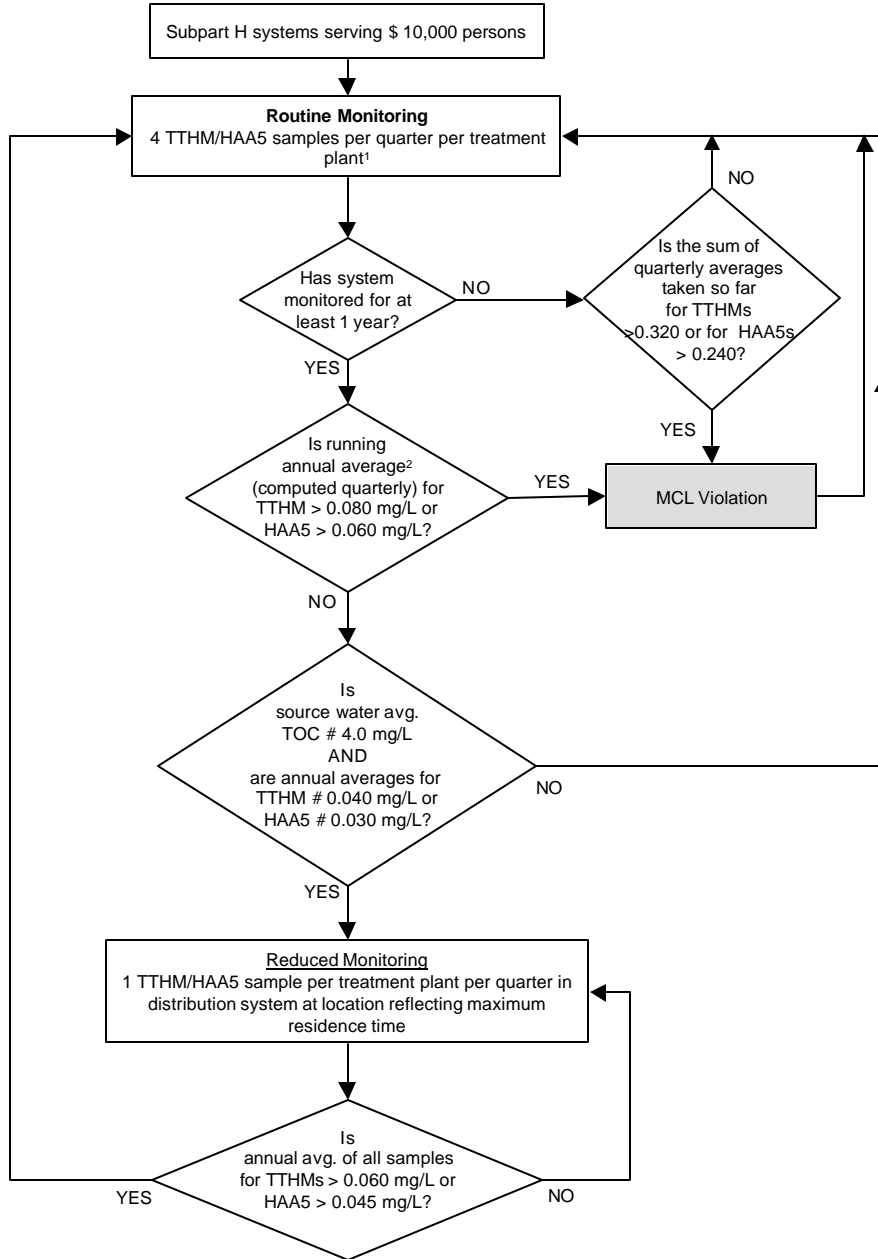 Subpart H systems serving $ 10,000 persons
Routine Monitoring
4 TTHM/HAA5 samples per quarter per treatment
plant¹
NO
Has system
monitored for at
least 1 year?
NO
Is the sum of
quarterly averages
taken so far
for TTHMs
>0.320 or for HAA5s
> 0.240?
YES
YES
Is running
annual average²
(computed quarterly) for
TTHM > 0.080 mg/L or
HAA5 > 0.060 mg/L?
YES
MCL Violation
NO
Is
source water avg.
TOC # 4.0 mg/L
AND
are annual averages for
TTHM # 0.040 mg/L or
HAA5 # 0.030 mg/L?
NO
YES
Reduced Monitoring
1 TTHM/HAA5 sample per treatment plant per quarter in
distribution system at location reflecting maximum
residence time
Is
annual avg. of all samples
for TTHMs > 0.060 mg/L or
HAA5 > 0.045 mg/L?
YES
NO